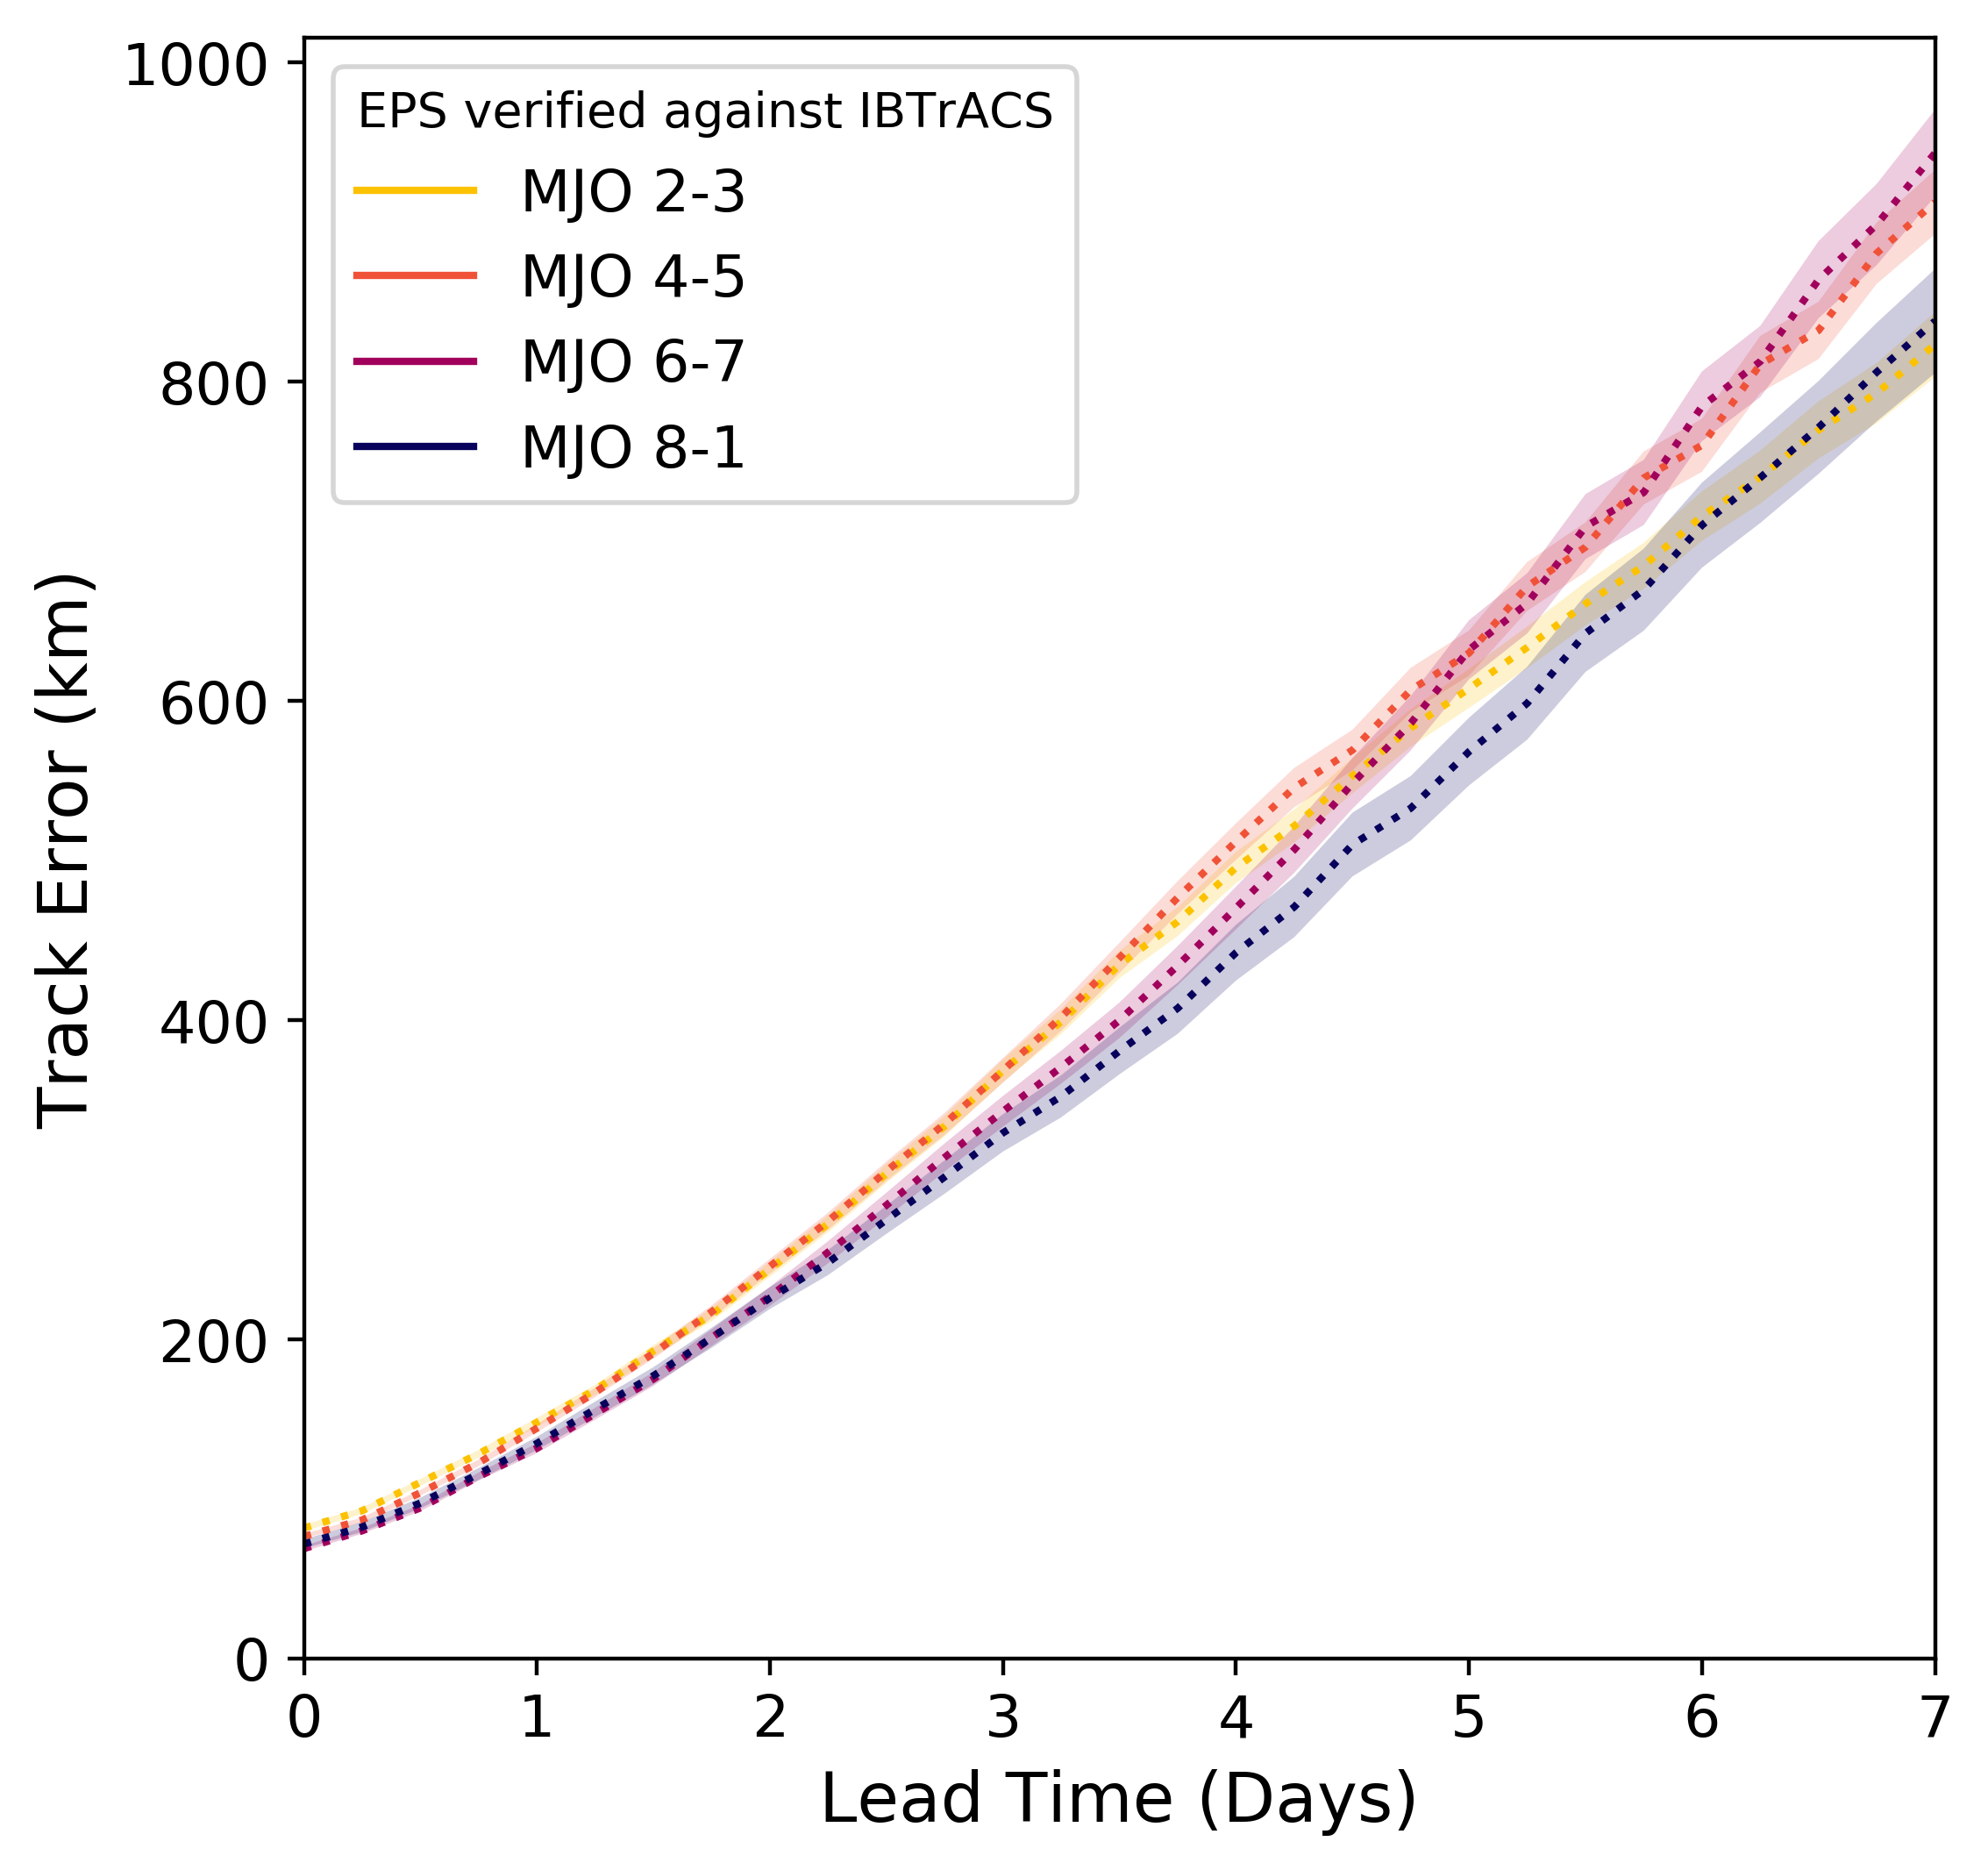 1000
800
600
400
200
0
Track Error (km)
EPS verified against IBTrACS
MJO 2-3
MJO 4-5
MJO 6-7
MJO 8-1
0 1 2 3 4 5 6 7
Lead Time (Days)